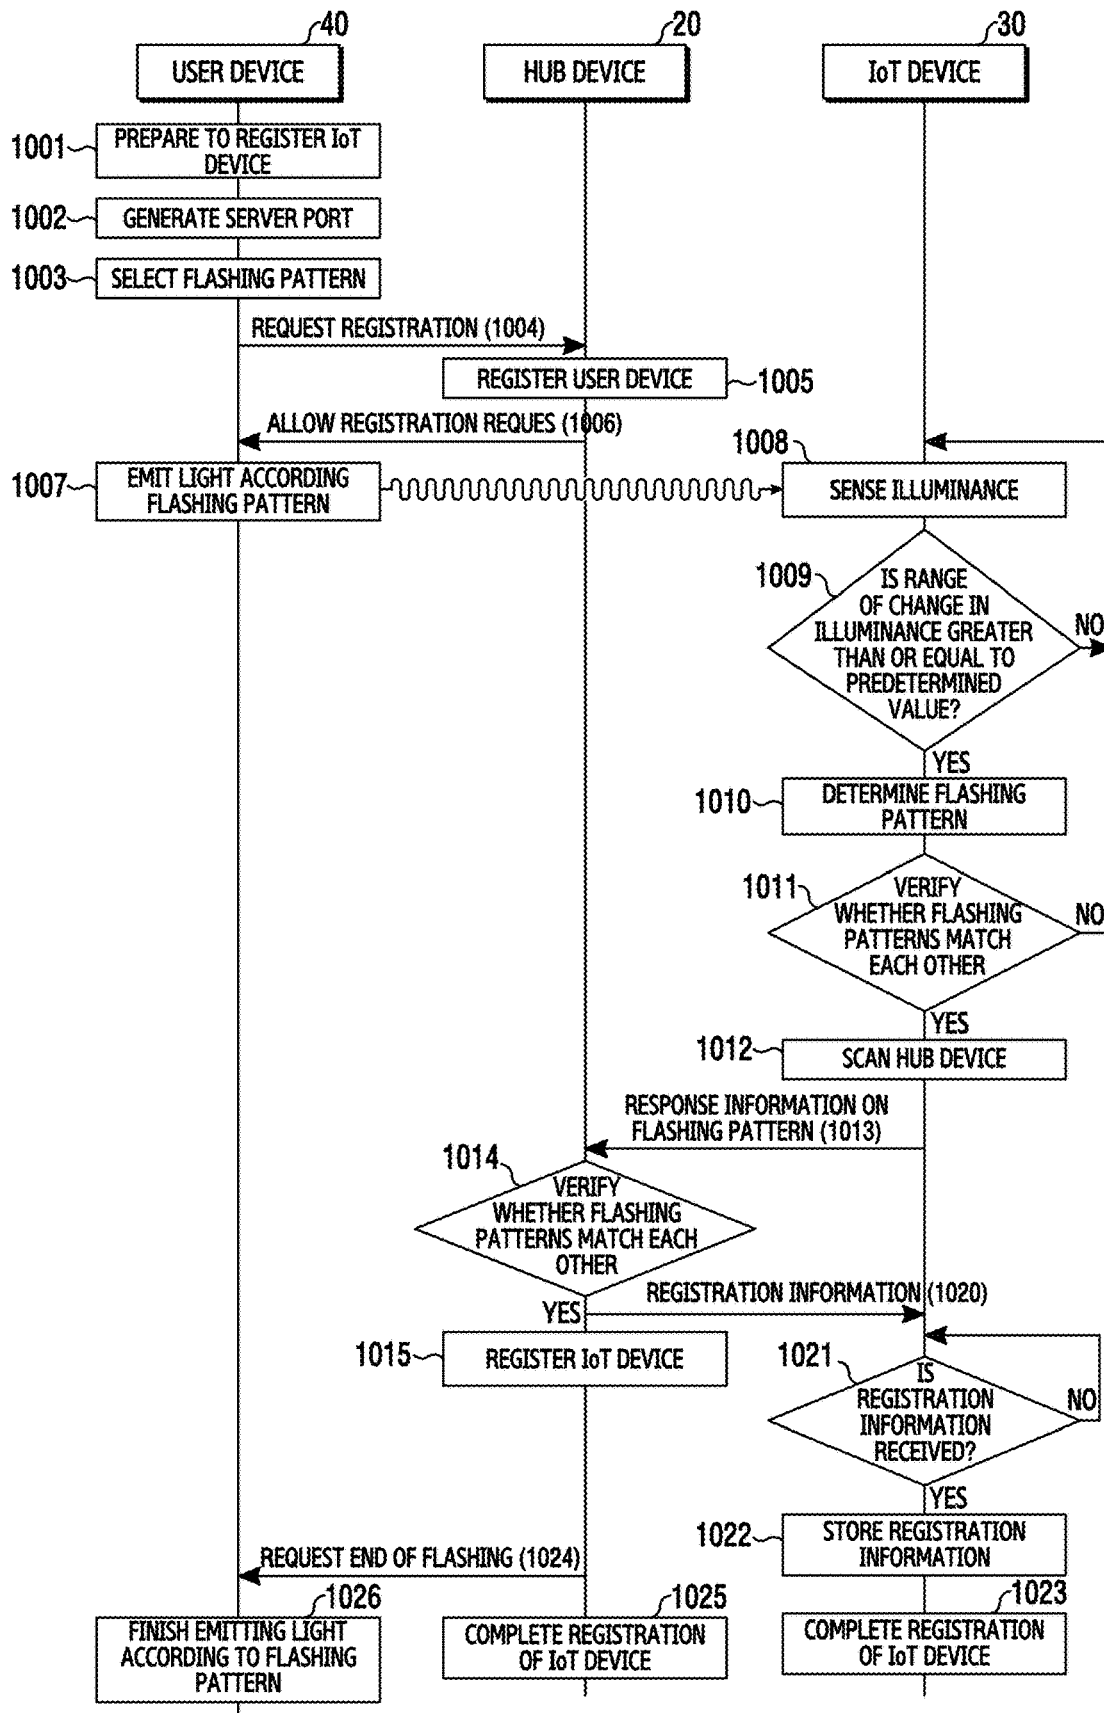 40
20
30
USER DEVICE
HUB DEVICE
IoT DEVICE
1001
PREPARE TO REGISTER IoT
DEVICE
1002
GENERATE SERVER PORT
1003
SELECT FLASHING PATTERN
REQUEST REGISTRATION (1004)
REGISTER USER DEVICE
1005
ALLOW REGISTRATION REQUES (1006)
1007
EMIT LIGHT ACCORDING
FLASHING PATTERN
1008
SENSE ILLUMINANCE
1009
IS RANGE
OF CHANGE IN
ILLUMINANCE GREATER
THAN OR EQUAL TO
PREDETERMINED
VALUE?
NO
YES
1010
DETERMINE FLASHING
PATTERN
1011
VERIFY
WHETHER FLASHING
PATTERNS MATCH
EACH OTHER
NO
YES
1012
SCAN HUB DEVICE
RESPONSE INFORMATION ON
FLASHING PATTERN (1013)
1014
VERIFY
WHETHER FLASHING
PATTERNS MATCH EACH
OTHER
YES
REGISTRATION INFORMATION (1020)
1015
REGISTER IoT DEVICE
1021
IS
REGISTRATION
INFORMATION
RECEIVED?
NO
YES
1022
STORE REGISTRATION
INFORMATION
REQUEST END OF FLASHING (1024)
1026
FINISH EMITTING LIGHT
ACCORDING TO FLASHING
PATTERN
1025
COMPLETE REGISTRATION
OF IoT DEVICE
1023
COMPLETE REGISTRATION
OF IoT DEVICE